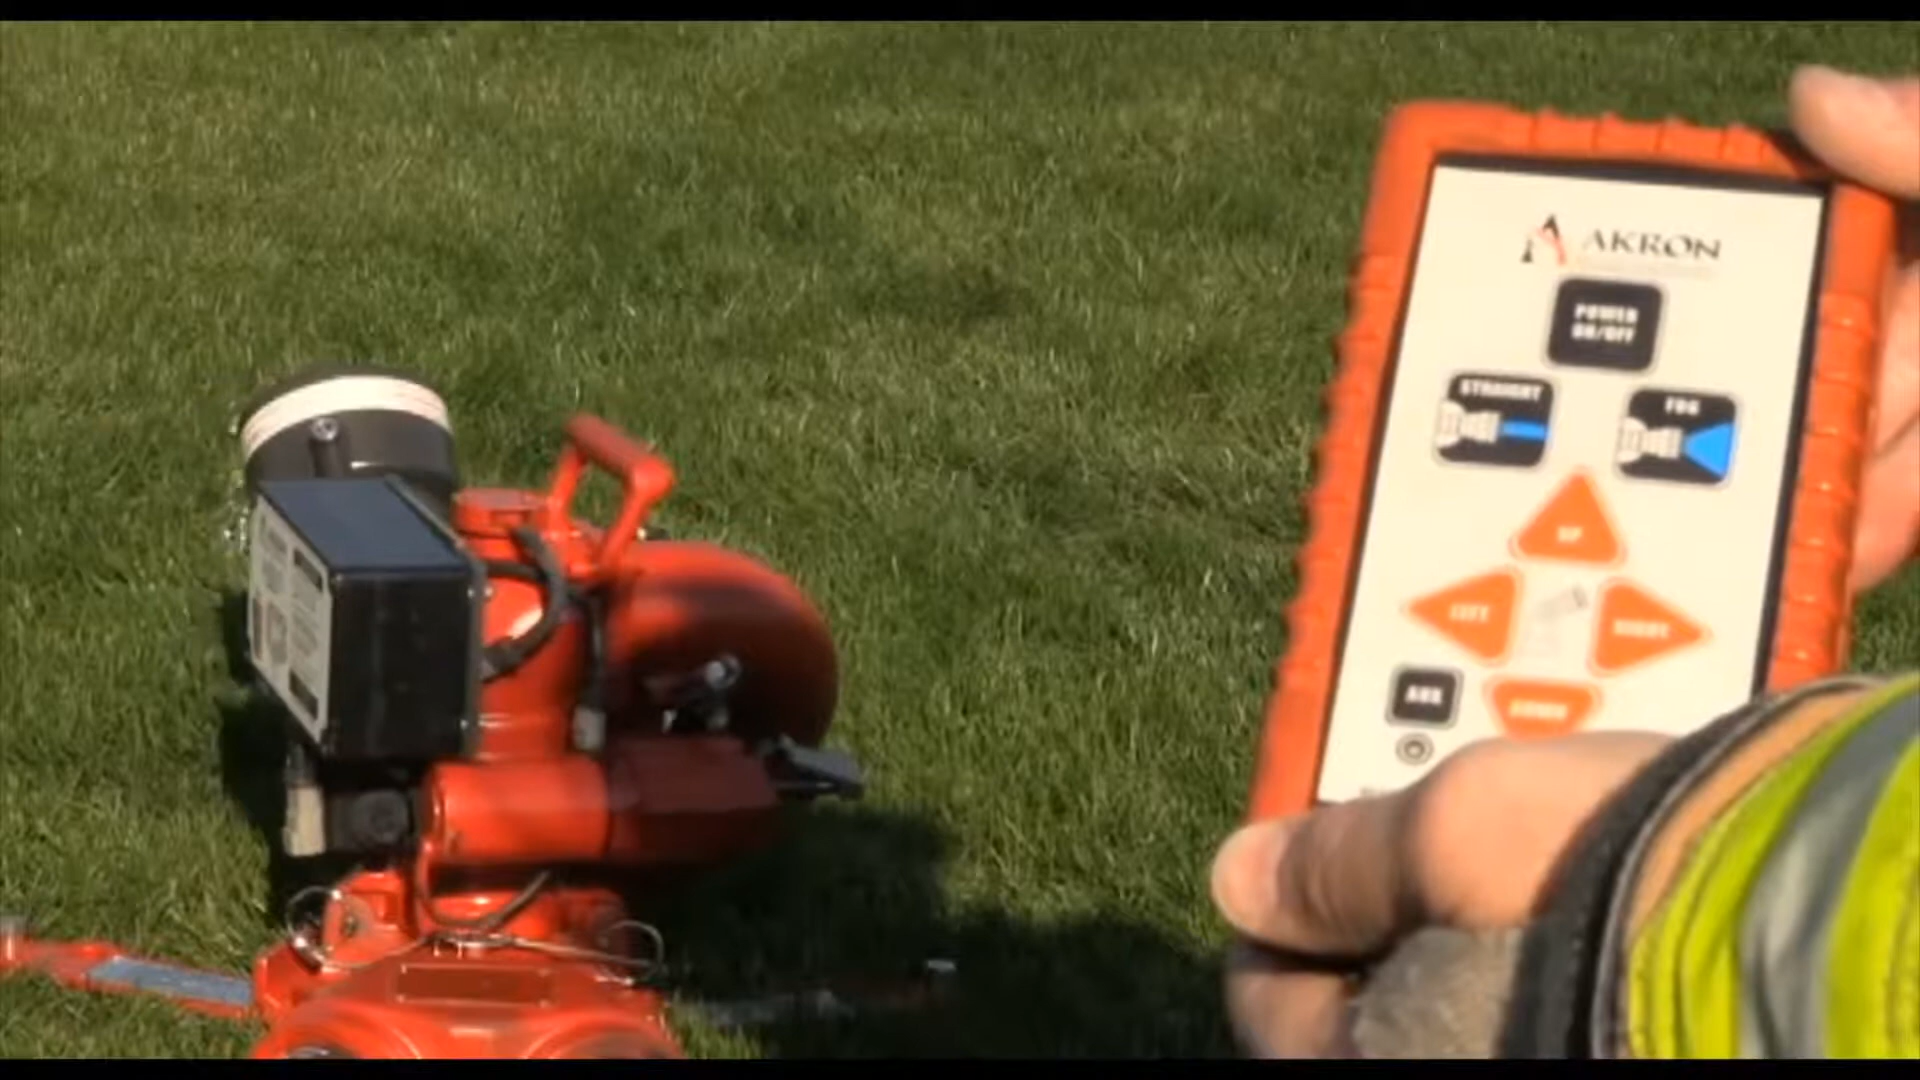 AKRON
POWER
ON/OFF
STRAIGHT
FOG
UP
LEFT
RIGHT
AUX
DOWN